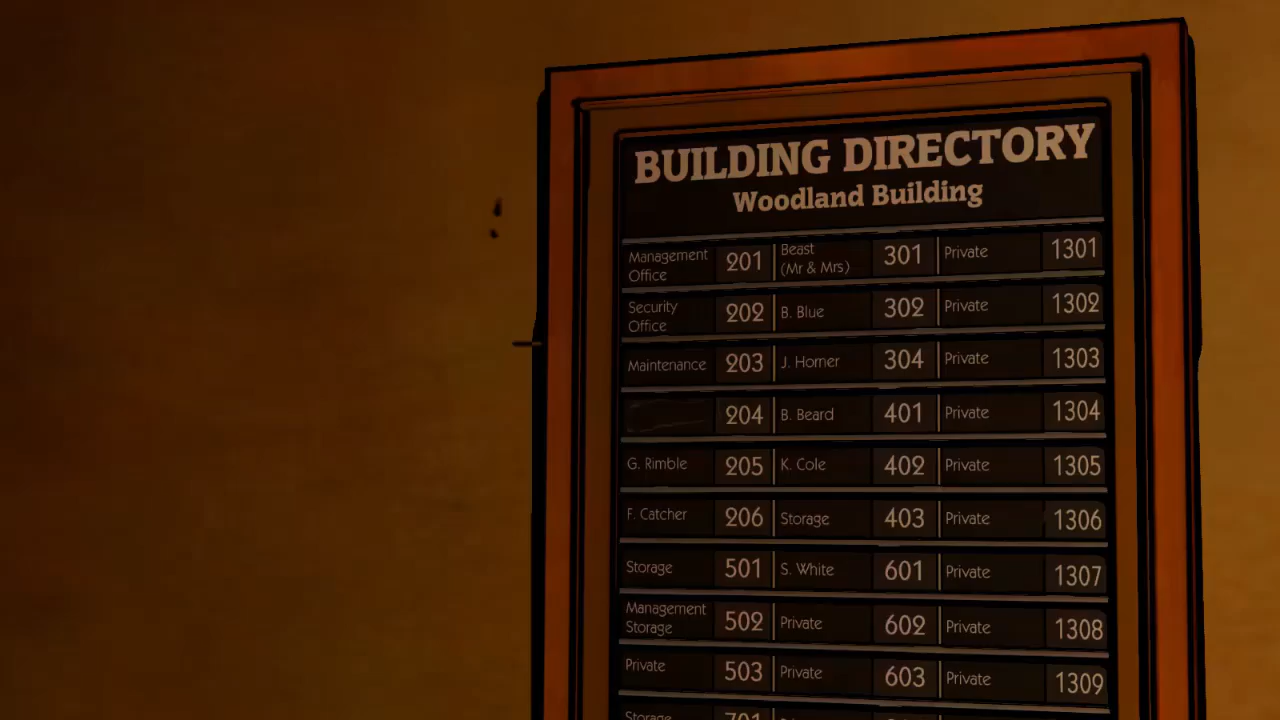 BUILDING DIRECTORY
Woodland Building
Management Office 201 Beast (Mr & Mrs) 301 Private 1301
Security Office 202 B. Blue 302 Private 1302
Maintenance 203 J. Horner 304 Private 1303
204 B. Beard 401 Private 1304
G. Rimble 205 K. Cole 402 Private 1305
F. Catcher 206 Storage 403 Private 1306
Storage 501 S. White 601 Private 1307
Management Storage 502 Private 602 Private 1308
Private 503 Private 603 Private 1309
Storage 701